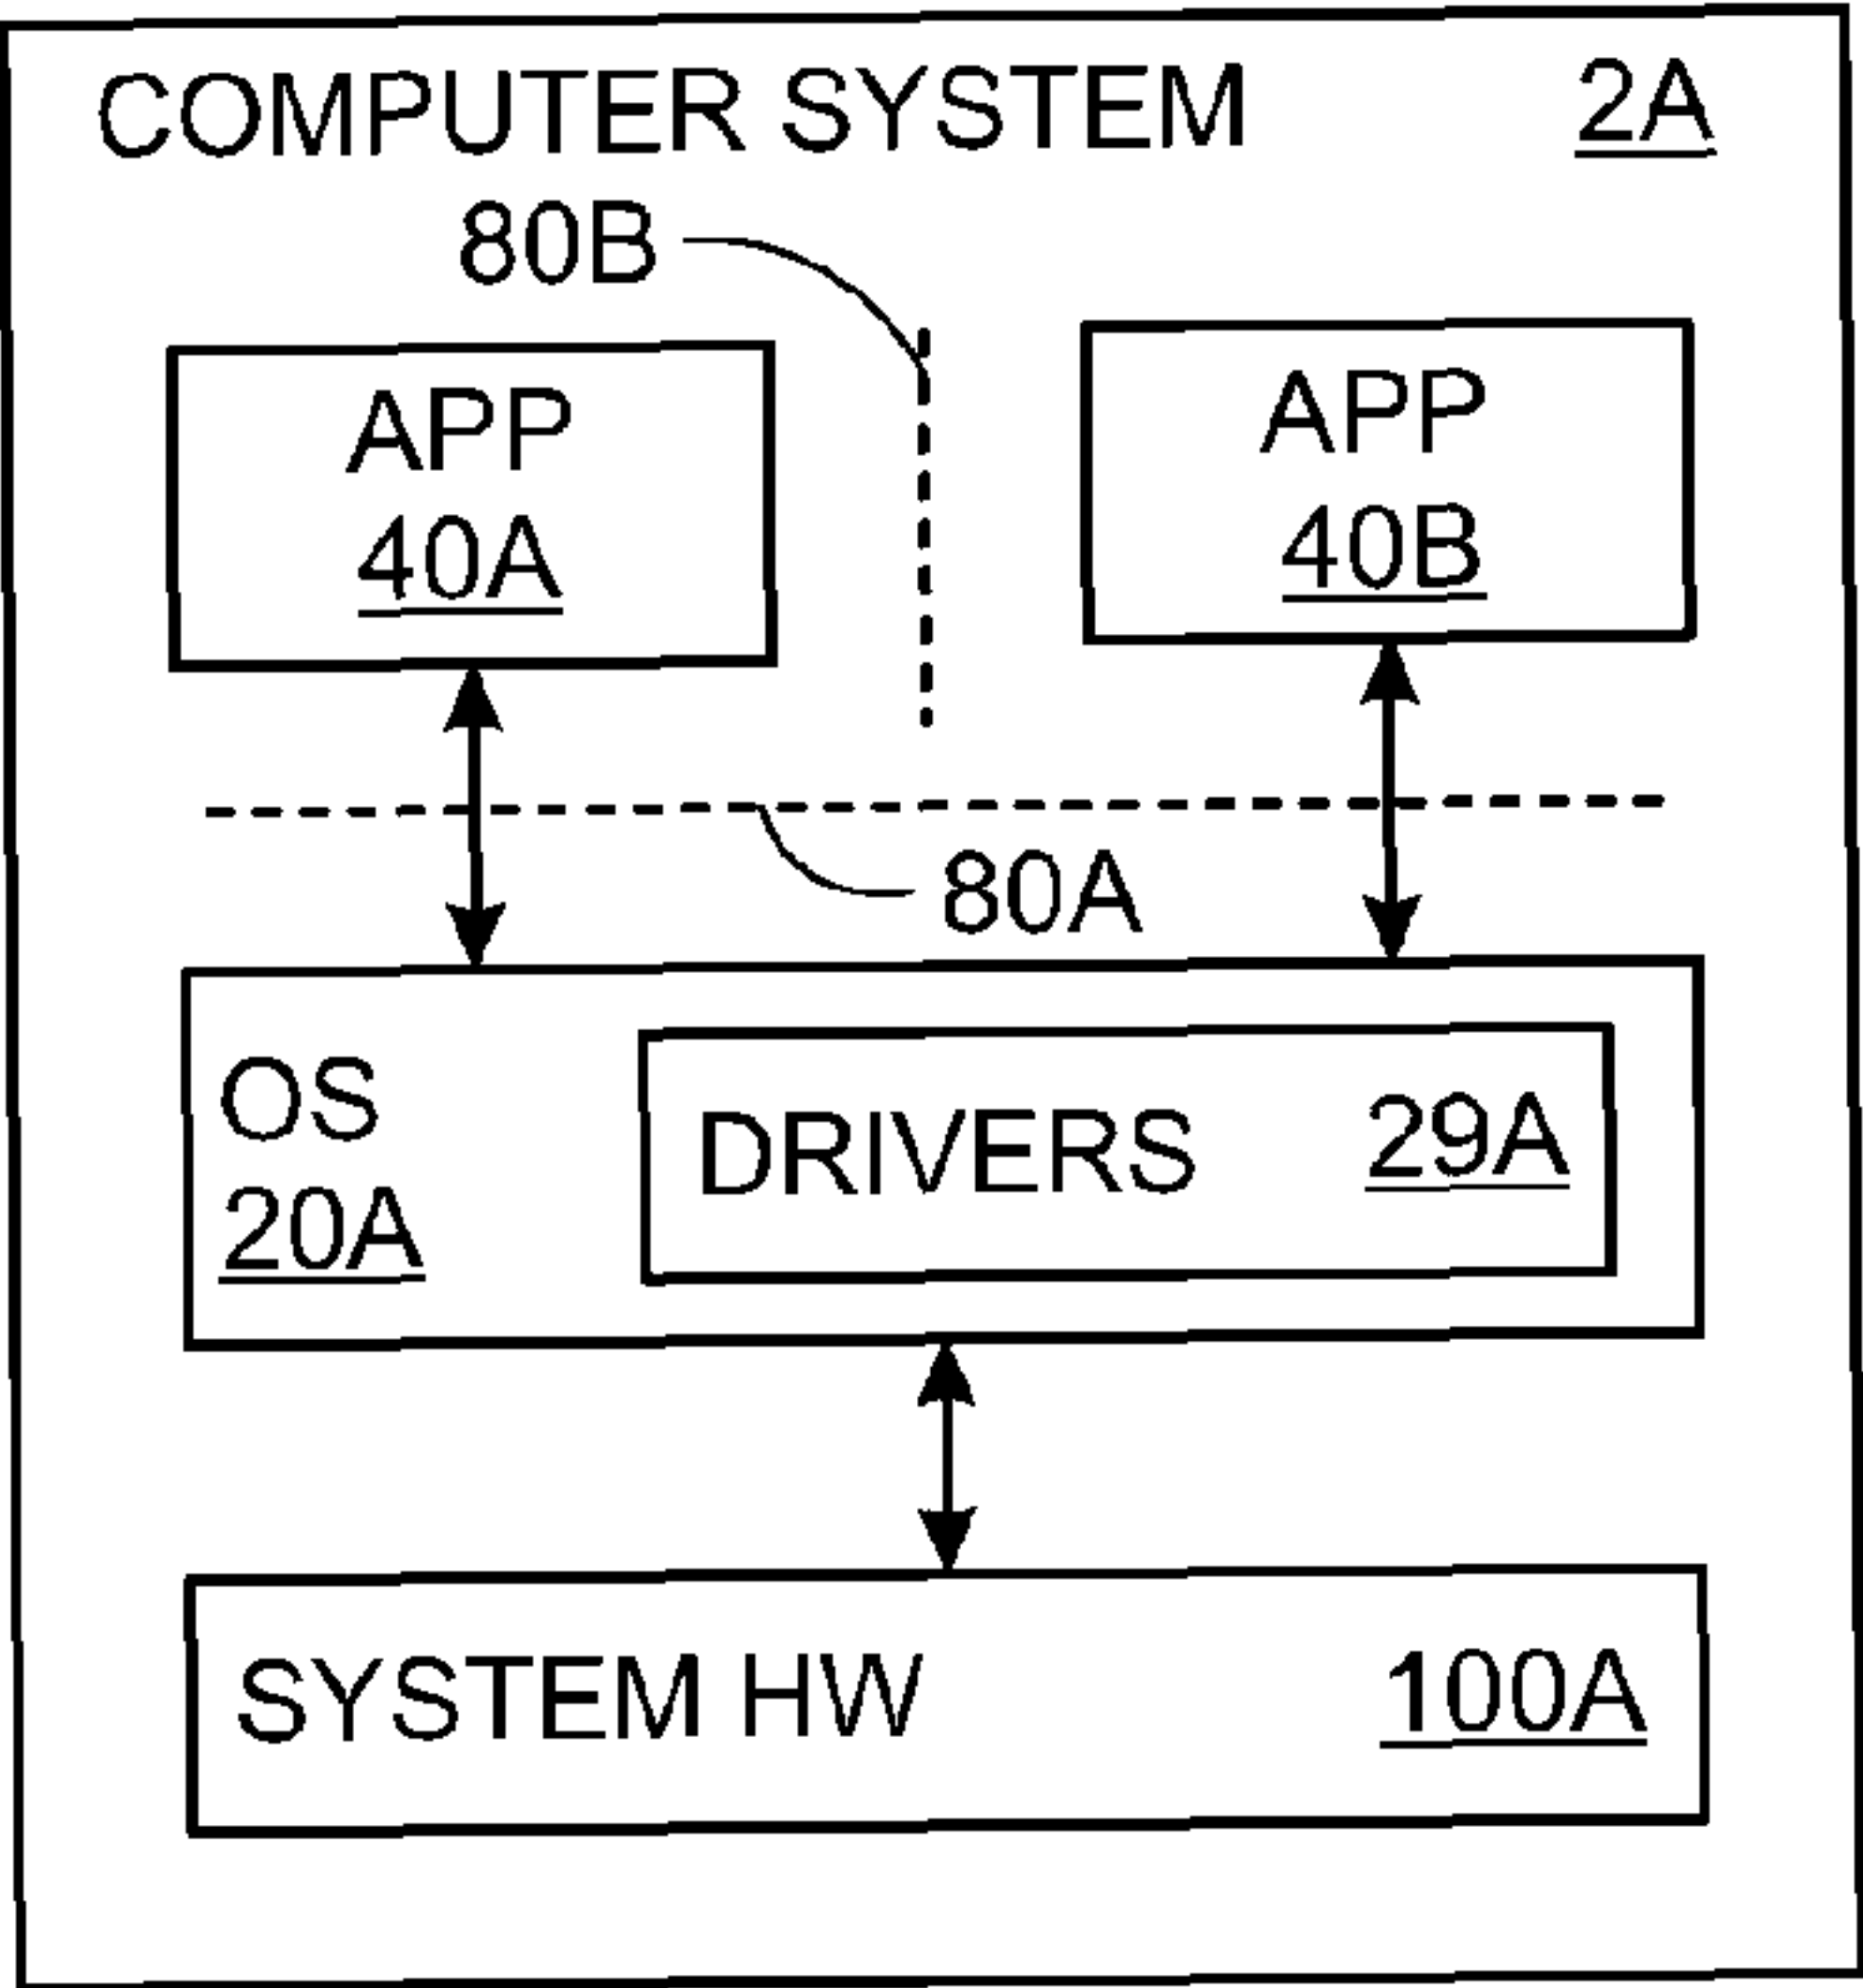 COMPUTER SYSTEM 2A
80B
APP
40A
APP
40B
80A
OS
20A
DRIVERS 29A
SYSTEM HW 100A